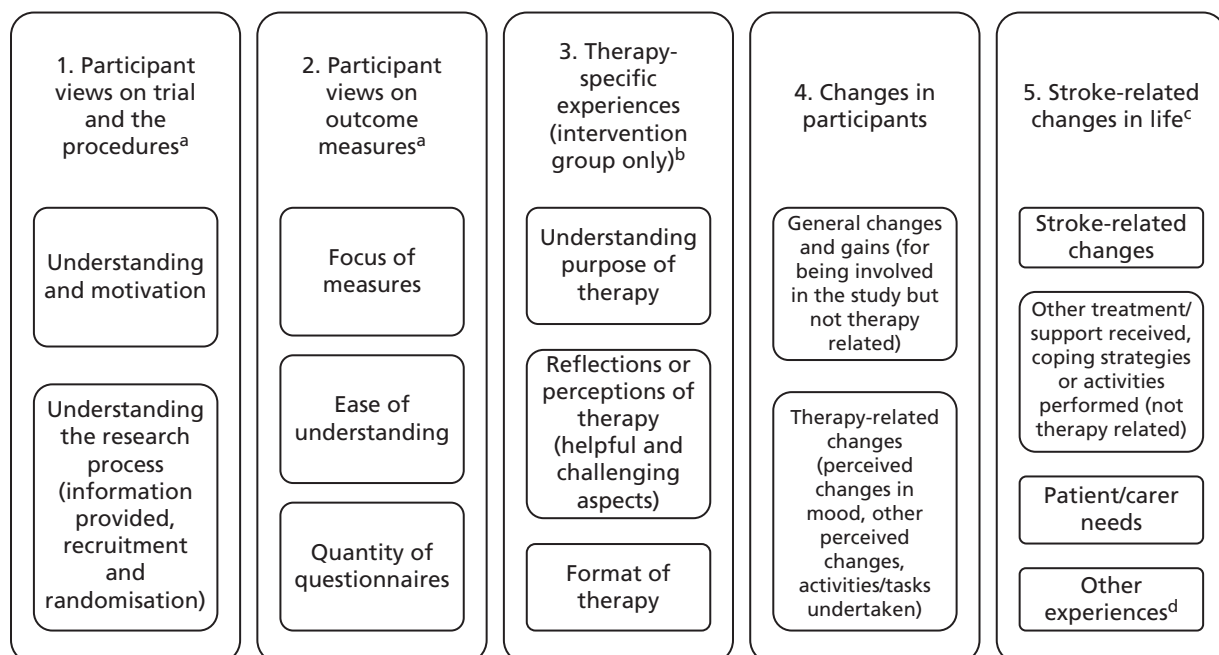 1. Participant
views on trial
and the
proceduresᵃ
Understanding
and motivation
Understanding
the research
process
(information
provided,
recruitment
and
randomisation)
2. Participant
views on
outcome
measuresᵃ
Focus of
measures
Ease of
understanding
Quantity of
questionnaires
3. Therapy-
specific
experiences
(intervention
group only)ᵇ
Understanding
purpose of
therapy
Reflections or
perceptions of
therapy
(helpful and
challenging
aspects)
Format of
therapy
4. Changes in
participants
General changes
and gains (for
being involved
in the study but
not therapy
related)
Therapy-related
changes
(perceived
changes in
mood, other
perceived
changes,
activities/tasks
undertaken)
5. Stroke-related
changes in lifeᶜ
Stroke-related
changes
Other treatment/
support received,
coping strategies
or activities
performed (not
therapy related)
Patient/carer
needs
Other
experiencesᵈ